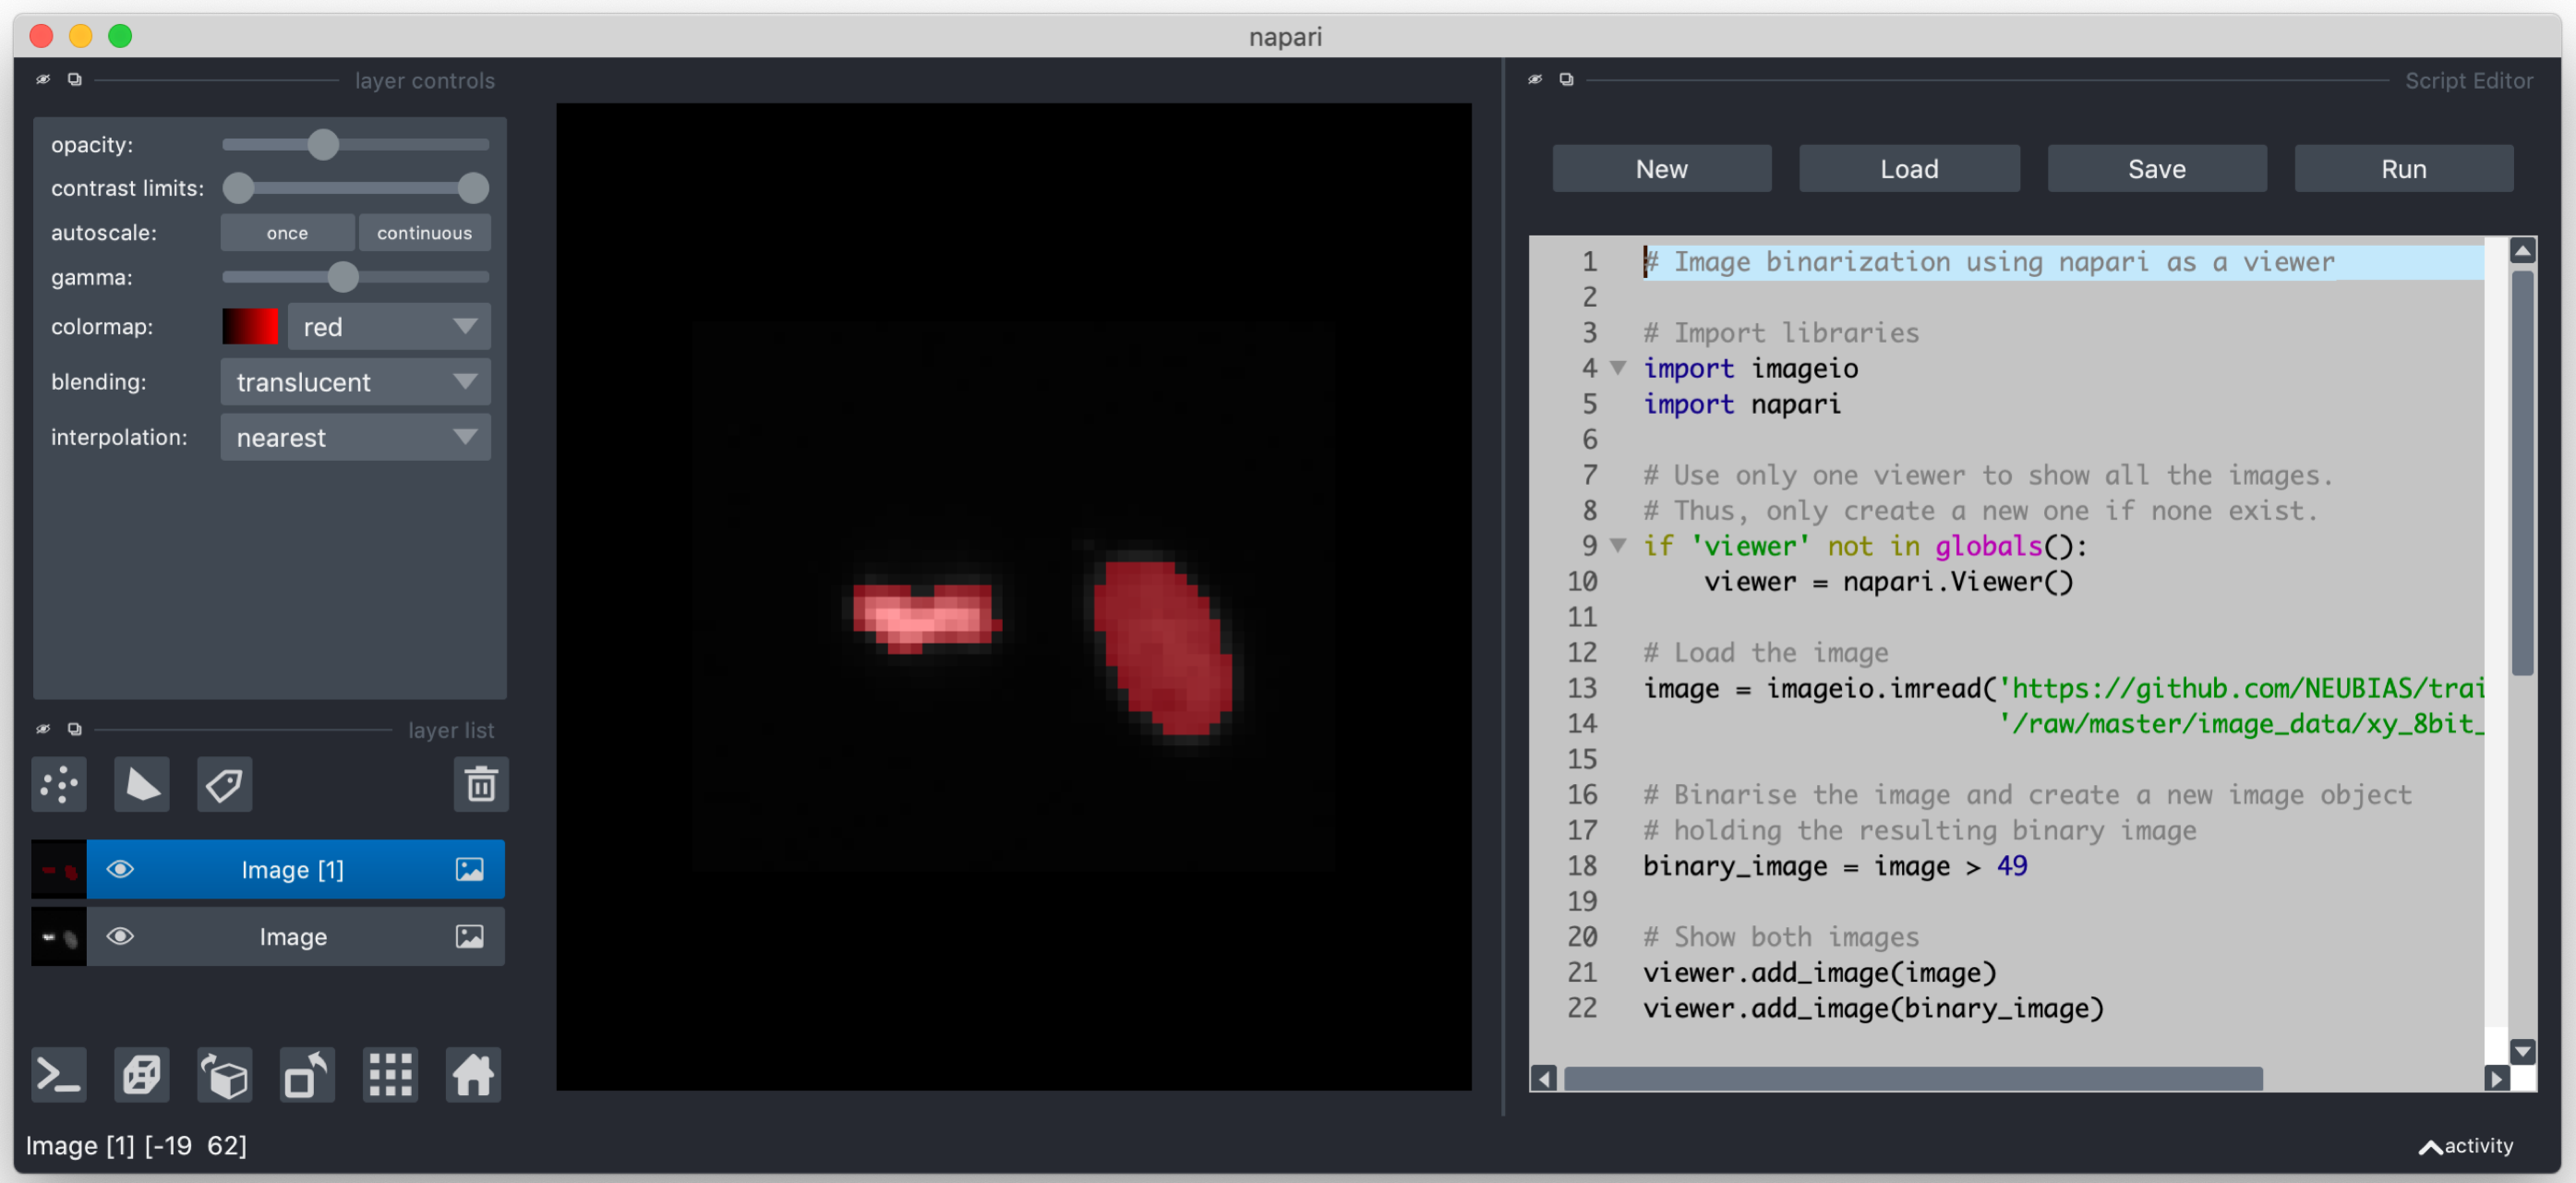 napari
layer controls
opacity:
contrast limits:
autoscale: once continuous
gamma:
colormap: red
blending: translucent
interpolation: nearest
layer list
Image [1]
Image
Image [1] [-19 62]
Script Editor
New Load Save Run
1 # Image binarization using napari as a viewer
2
3 # Import libraries
4 import imageio
5 import napari
6
7 # Use only one viewer to show all the images.
8 # Thus, only create a new one if none exist.
9 if 'viewer' not in globals():
10 viewer = napari.Viewer()
11
12 # Load the image
13 image = imageio.imread('https://github.com/NEUBIAS/trai
14 '/raw/master/image_data/xy_8bit_
15
16 # Binarise the image and create a new image object
17 # holding the resulting binary image
18 binary_image = image > 49
19
20 # Show both images
21 viewer.add_image(image)
22 viewer.add_image(binary_image)
activity